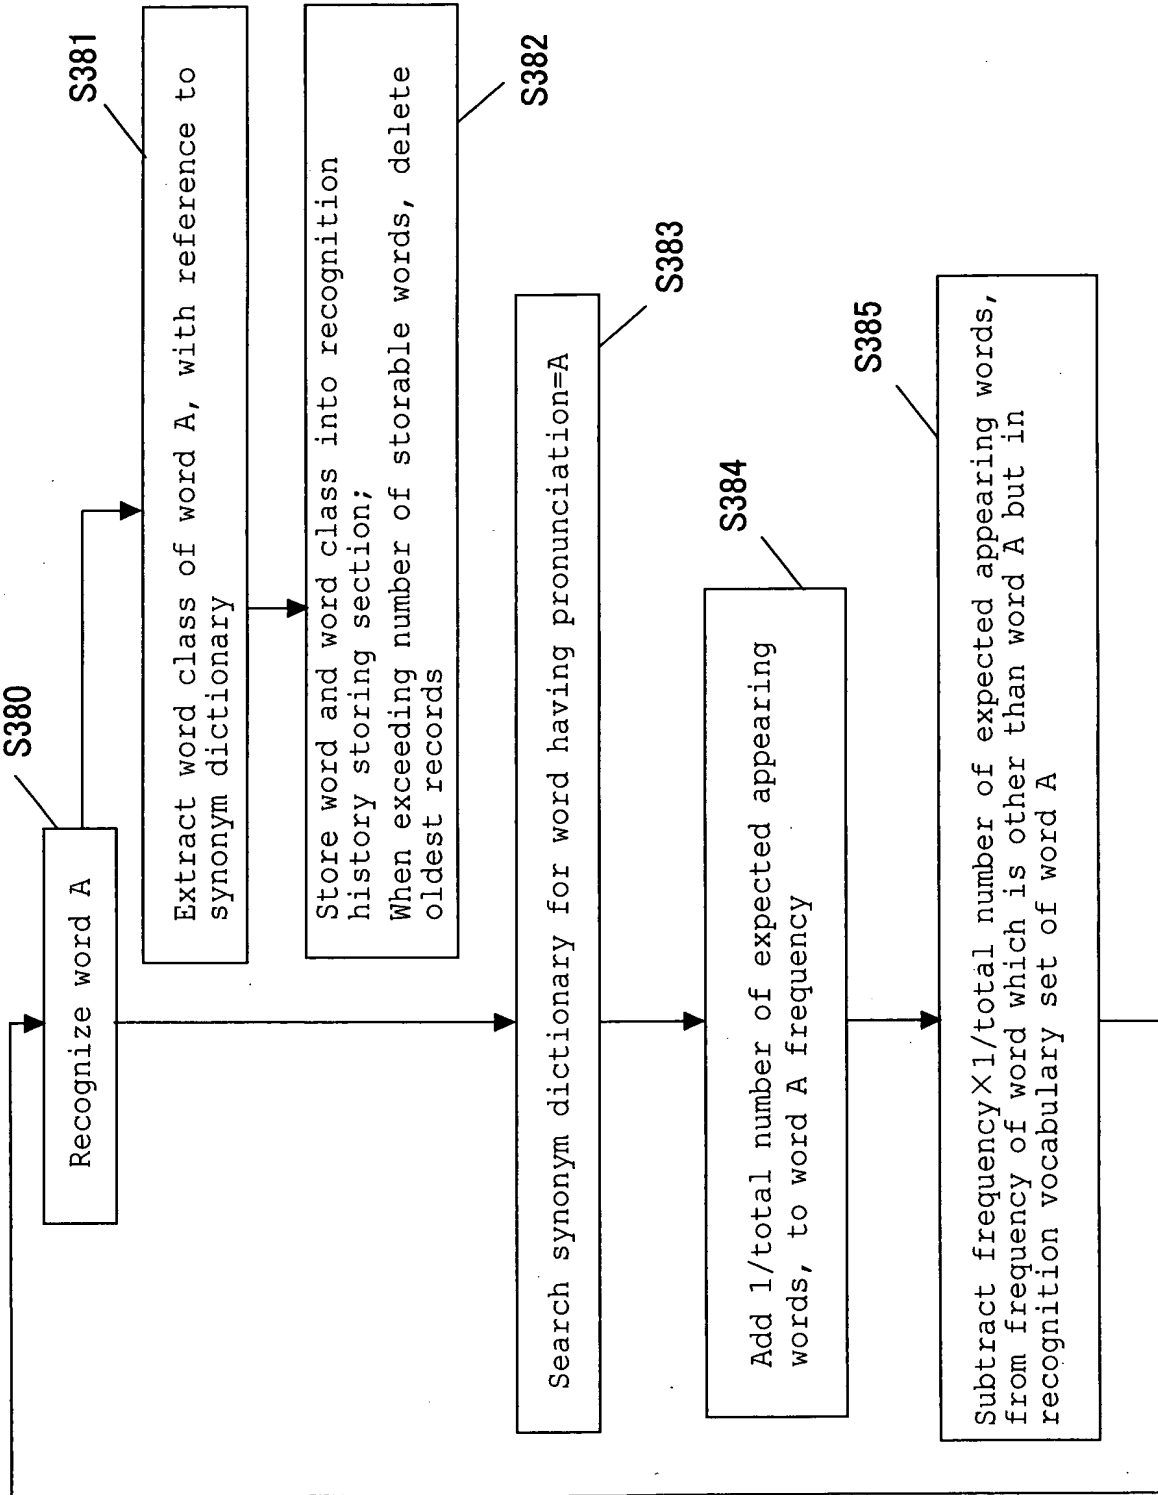 S380
Recognize word A
S381
Extract word class of word A, with reference to
synonym dictionary
S382
Store word and word class into recognition
history storing section;
When exceeding number of storable words, delete
oldest records
S383
Search synonym dictionary for word having pronunciation=A
S384
Add 1/total number of expected appearing
words, to word A frequency
S385
Subtract frequency×1/total number of expected appearing words,
from frequency of word which is other than word A but in
recognition vocabulary set of word A